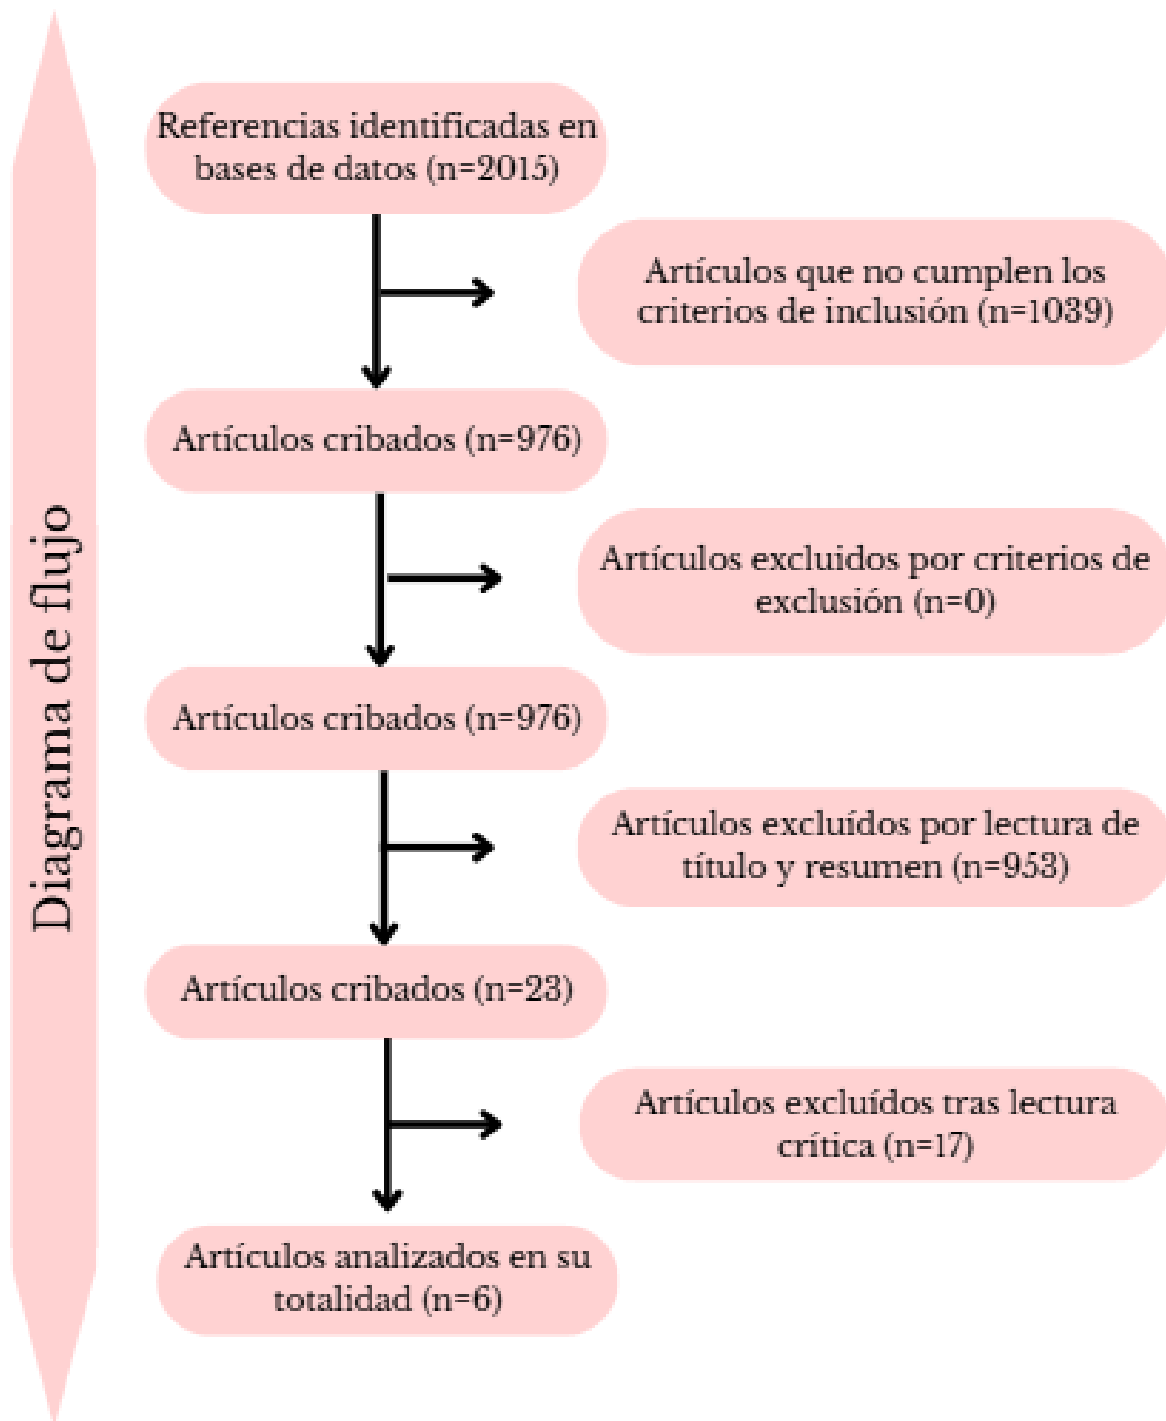 Diagrama de flujo
Referencias identificadas en
bases de datos (n=2015)
Artículos que no cumplen los
criterios de inclusión (n=1039)
Artículos cribados (n=976)
Artículos excluidos por criterios de
exclusión (n=0)
Artículos cribados (n=976)
Artículos excluídos por lectura de
título y resumen (n=953)
Artículos cribados (n=23)
Artículos excluídos tras lectura
crítica (n=17)
Artículos analizados en su
totalidad (n=6)